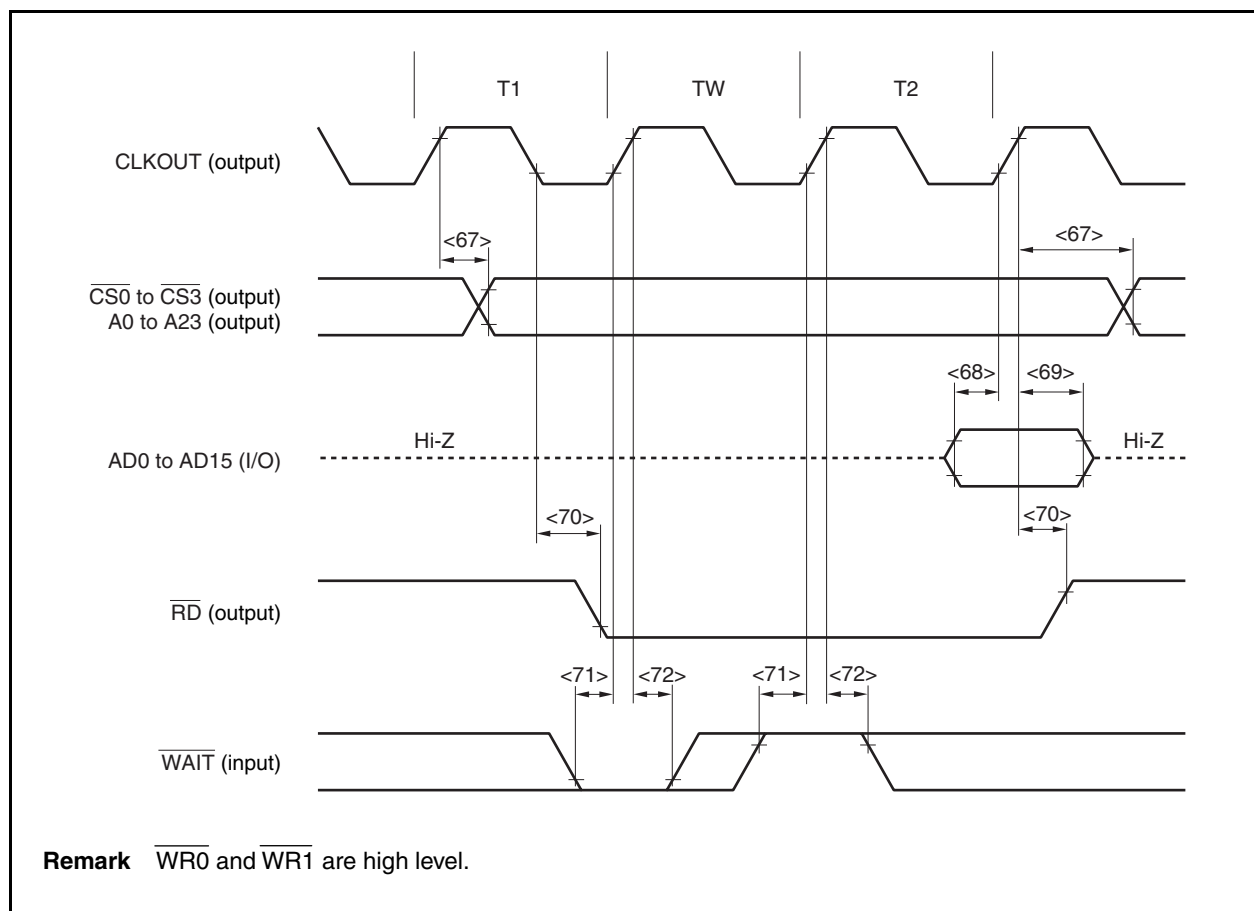 T1 TW T2
CLKOUT (output)
<67> <67>
CS0 to CS3 (output)
A0 to A23 (output)
<68> <69>
Hi-Z Hi-Z
AD0 to AD15 (I/O)
<70> <70>
RD (output)
<71> <72> <71> <72>
WAIT (input)
Remark WR0 and WR1 are high level.